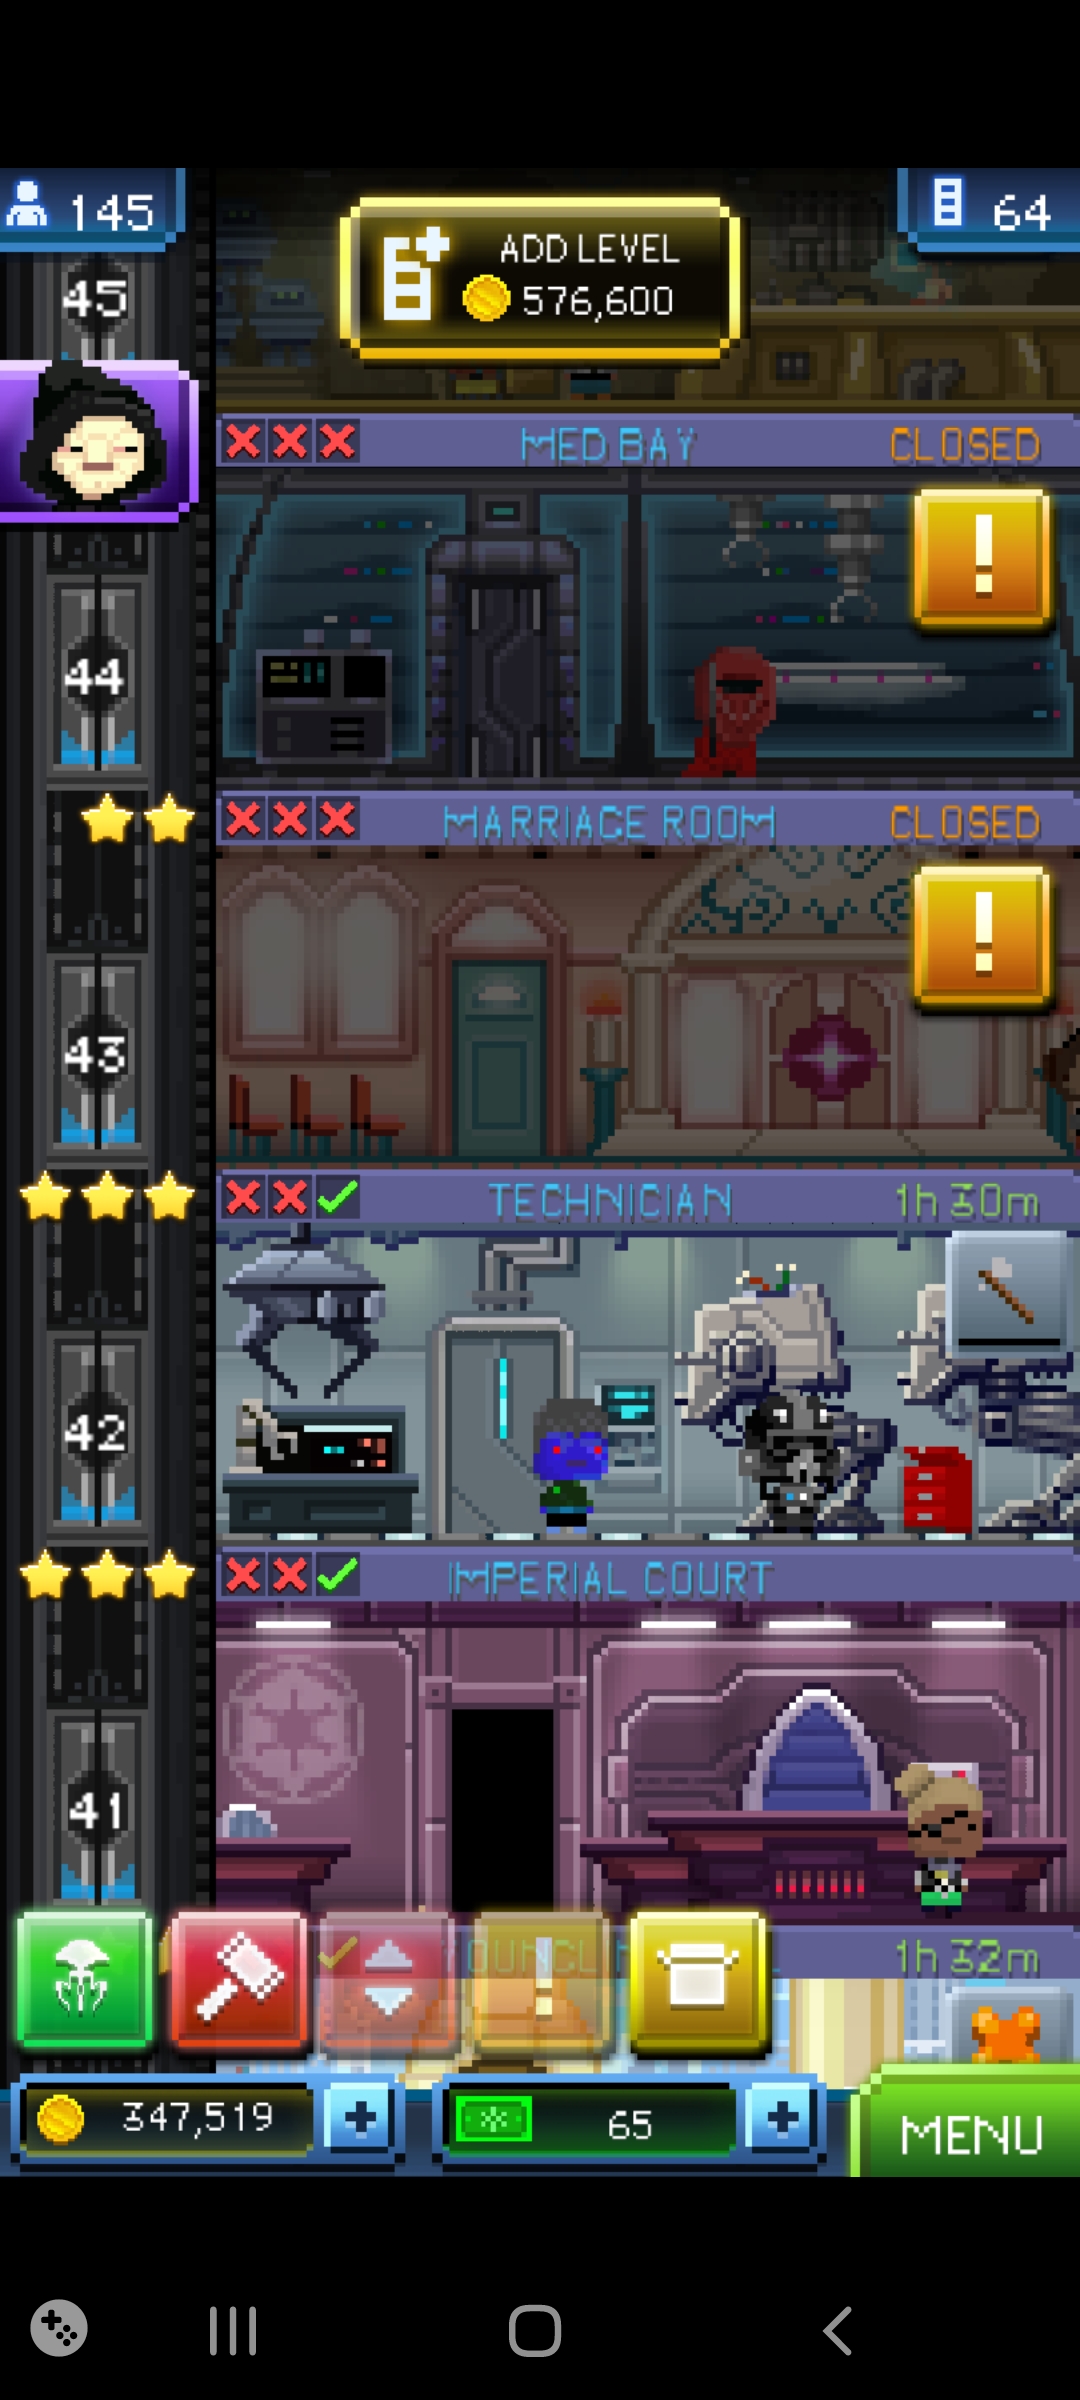 145
64
ADD LEVEL
576,600
45
MED BAY
CLOSED
44
MARRIAGE ROOM
CLOSED
43
TECHNICIAN
1h 30m
42
IMPERIAL COURT
41
1h 32m
347,519
65
MENU